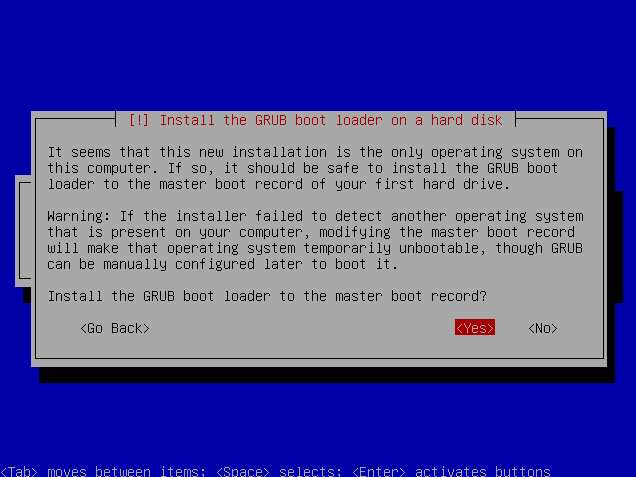 [!] Install the GRUB boot loader on a hard disk
It seems that this new installation is the only operating system on
this computer. If so, it should be safe to install the GRUB boot
loader to the master boot record of your first hard drive.
Warning: If the installer failed to detect another operating system
that is present on your computer, modifying the master boot record
will make that operating system temporarily unbootable, though GRUB
can be manually configured later to boot it.
Install the GRUB boot loader to the master boot record?
<Go Back> <Yes> <No>
<Tab> moves between items; <Space> selects; <Enter> activates buttons